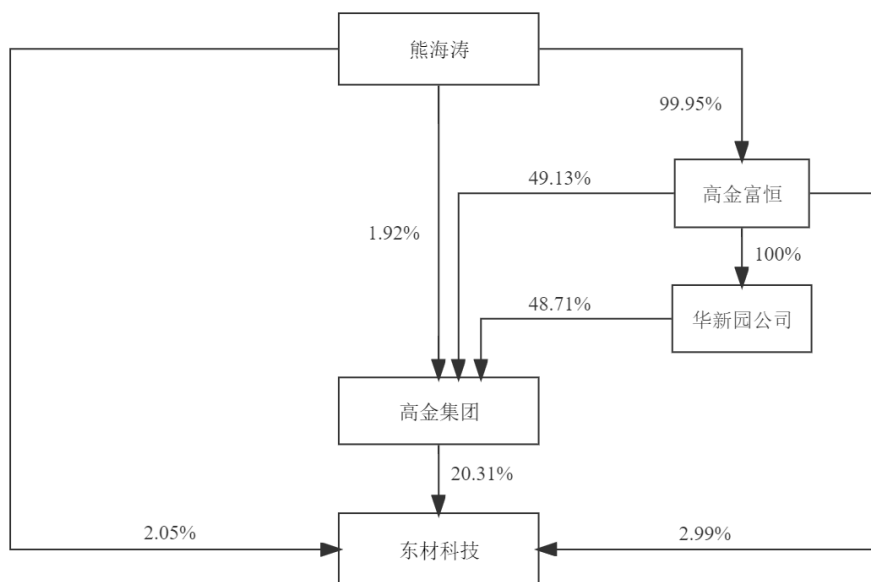 熊海涛
99.95%
49.13%
高金富恒
1.92%
100%
48.71%
华新园公司
高金集团
20.31%
2.05%
东材科技
2.99%